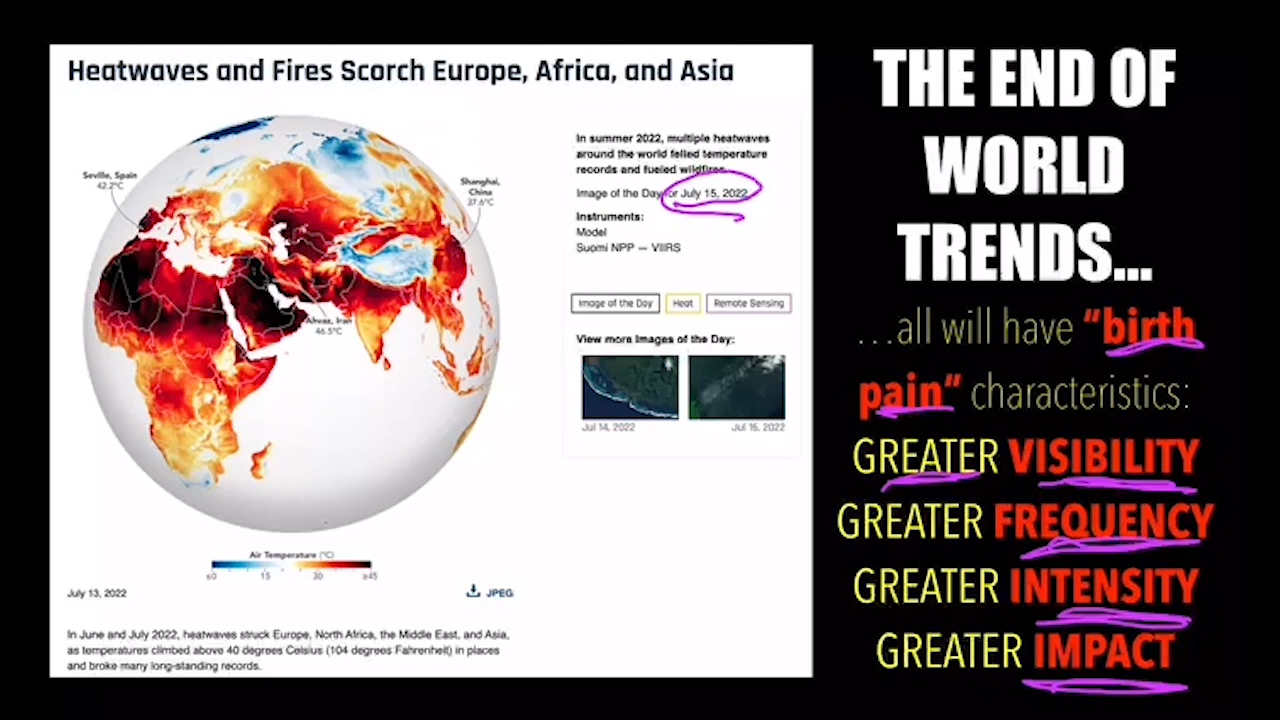 Heatwaves and Fires Scorch Europe, Africa, and Asia
Seville, Spain
42.2°C
Shanghai,
China
37.6°C
Ahvaz, Iran
46.5°C
Air Temperature (°C)
≤0 15 30 ≥45
July 13, 2022
JPEG
In June and July 2022, heatwaves struck Europe, North Africa, the Middle East, and Asia,
as temperatures climbed above 40 degrees Celsius (104 degrees Fahrenheit) in places
and broke many long-standing records.
In summer 2022, multiple heatwaves
around the world felled temperature
records and fueled wildfires.
Image of the Day for July 15, 2022
Instruments:
Model
Suomi NPP — VIIRS
Image of the Day Heat Remote Sensing
View more Images of the Day:
Jul 14, 2022 Jul 16, 2022
THE END OF
WORLD
TRENDS...
...all will have "birth
pain" characteristics:
GREATER VISIBILITY
GREATER FREQUENCY
GREATER INTENSITY
GREATER IMPACT